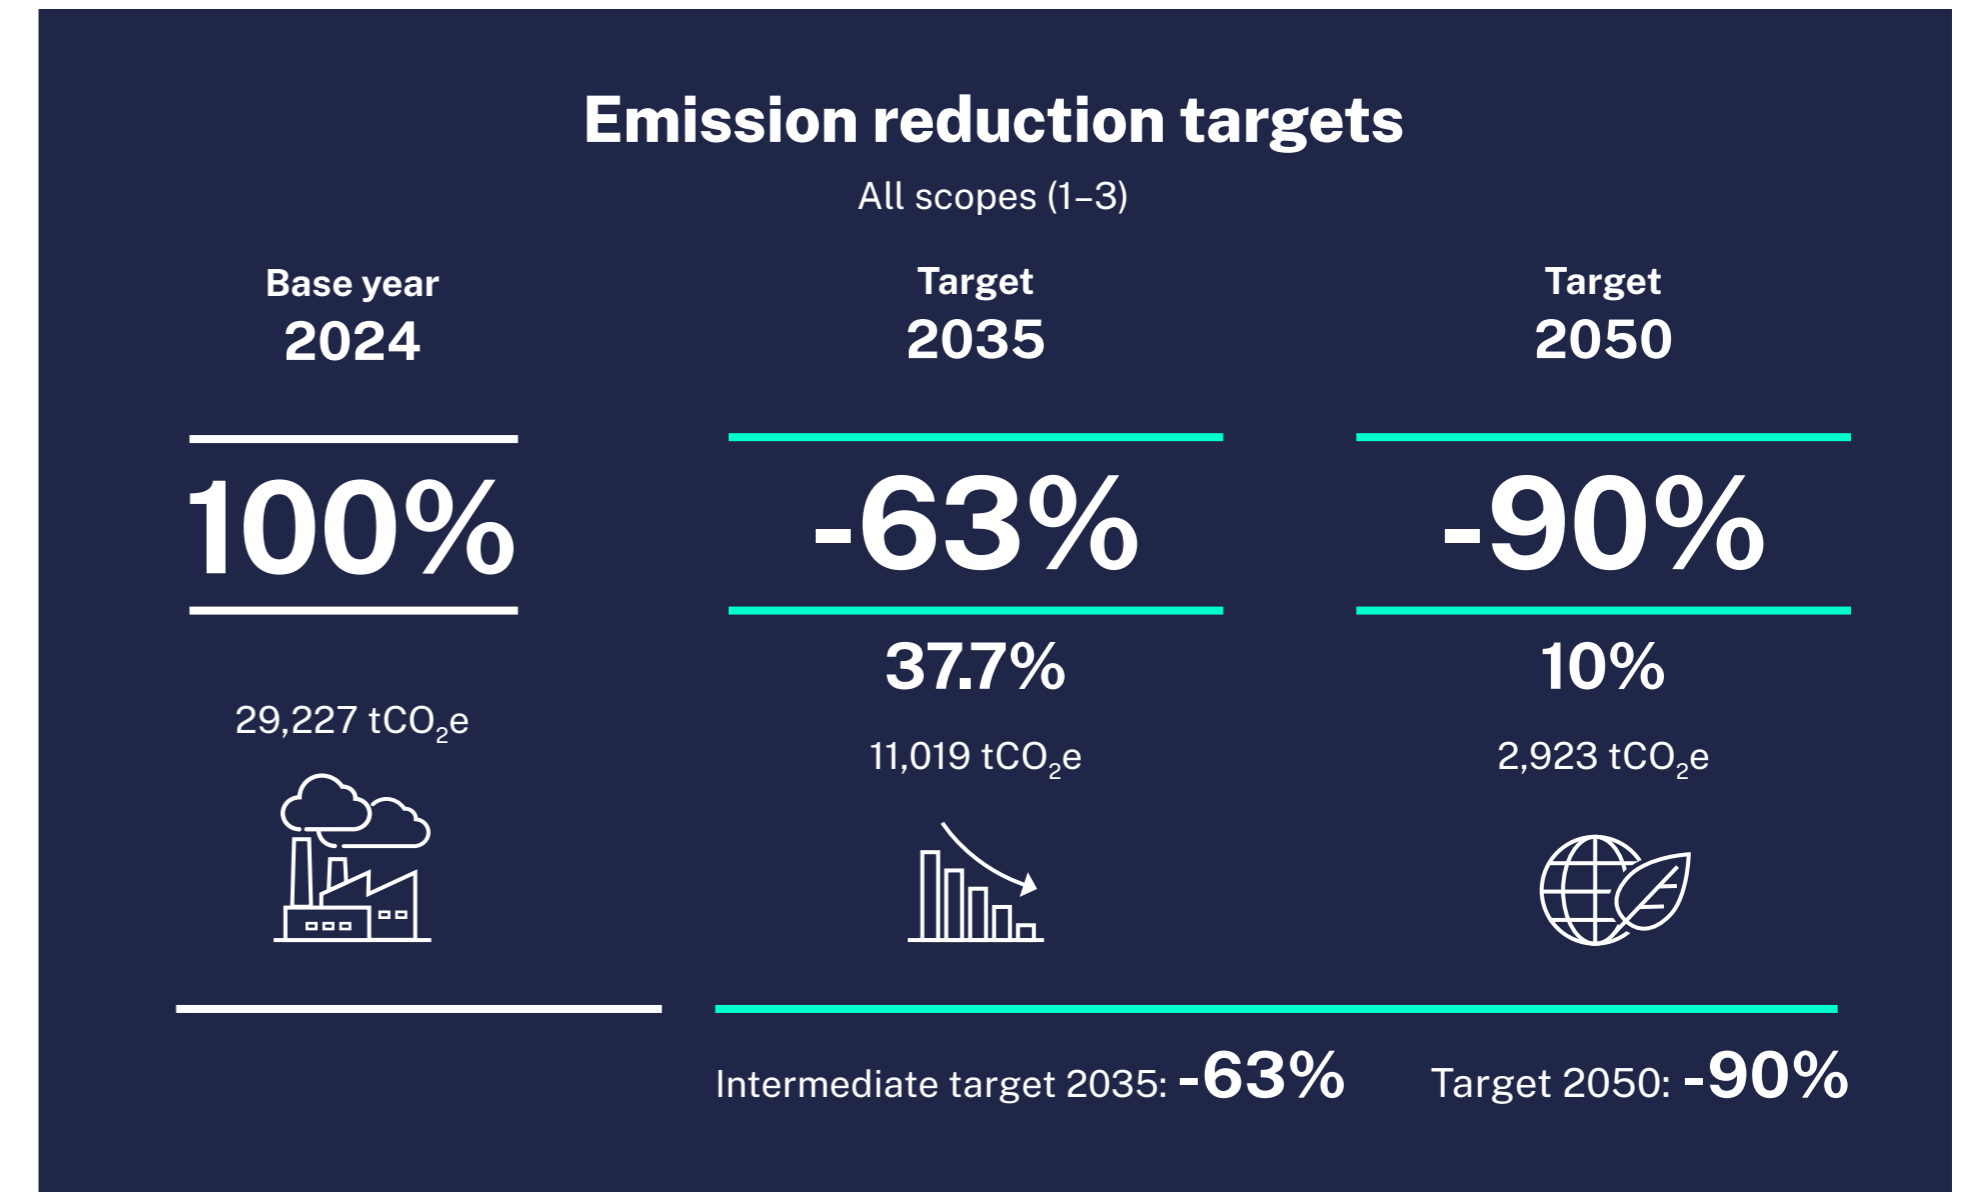 Emission reduction targets
All scopes (1–3)
Base year
2024
100%
29,227 tCO₂e
Target
2035
-63%
37.7%
11,019 tCO₂e
Target
2050
-90%
10%
2,923 tCO₂e
Intermediate target 2035: -63%
Target 2050: -90%